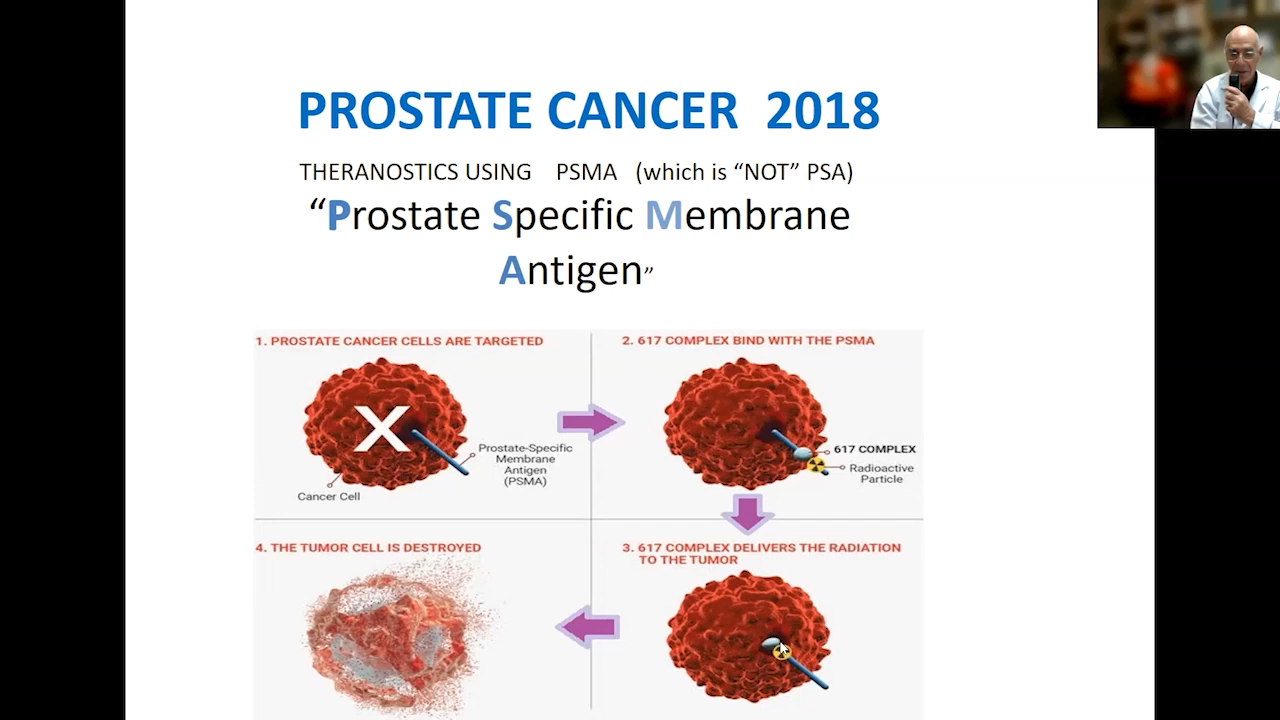 PROSTATE CANCER 2018
THERANOSTICS USING PSMA (which is “NOT” PSA)
“Prostate Specific Membrane
Antigen”
1. PROSTATE CANCER CELLS ARE TARGETED
X
Prostate-Specific
Membrane
Antigen
(PSMA)
Cancer Cell
2. 617 COMPLEX BIND WITH THE PSMA
617 COMPLEX
Radioactive
Particle
3. 617 COMPLEX DELIVERS THE RADIATION
TO THE TUMOR
4. THE TUMOR CELL IS DESTROYED